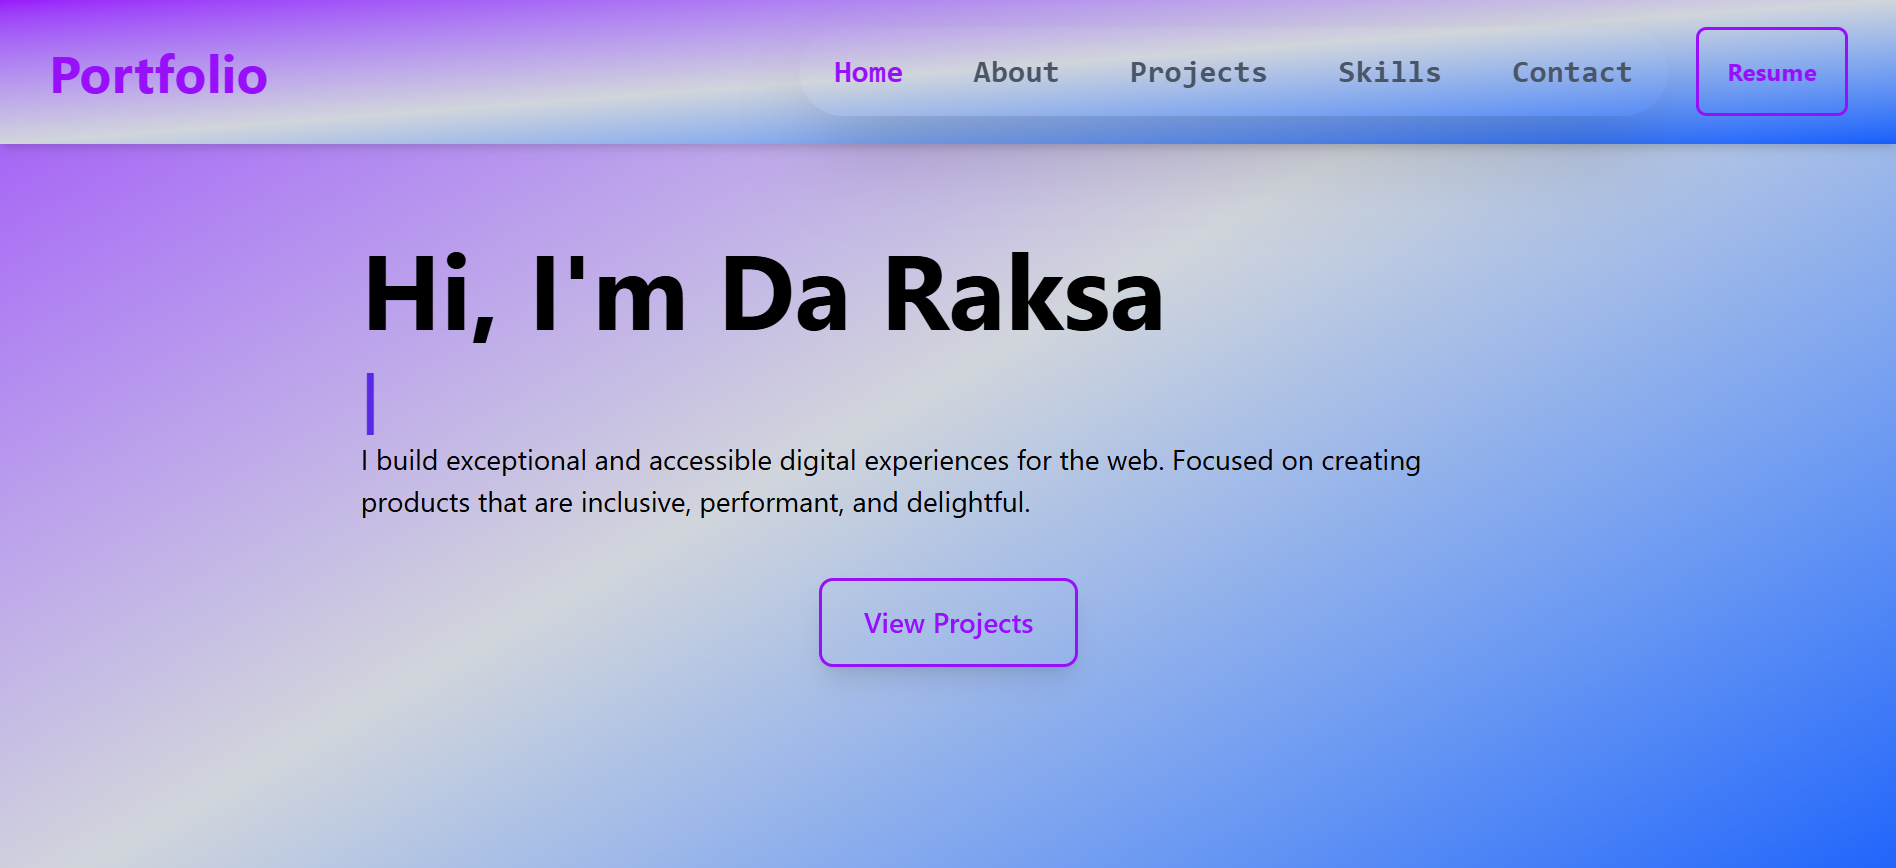 Portfolio
Home About Projects Skills Contact
Resume
Hi, I'm Da Raksa
|
I build exceptional and accessible digital experiences for the web. Focused on creating
products that are inclusive, performant, and delightful.
View Projects